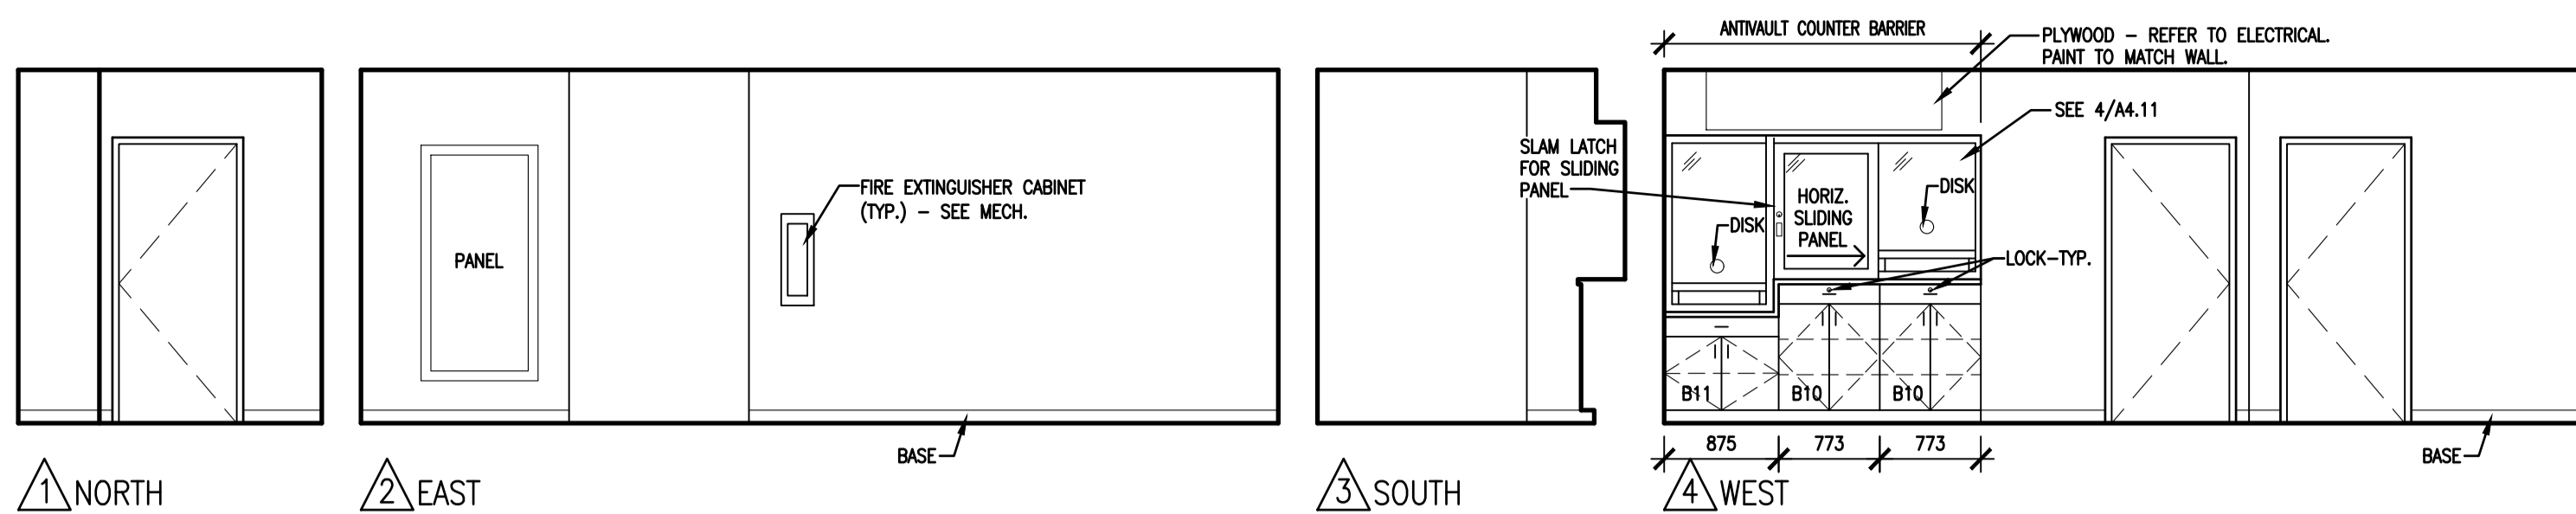 PANEL
FIRE EXTINGUISHER CABINET
(TYP.) – SEE MECH.
BASE
1 NORTH
2 EAST
ANTIVAULT COUNTER BARRIER
PLYWOOD – REFER TO ELECTRICAL.
PAINT TO MATCH WALL.
SEE 4/A4.11
SLAM LATCH
FOR SLIDING
PANEL
HORIZ.
SLIDING
PANEL
DISK
DISK
LOCK-TYP.
B11
B10
B10
875
773
773
BASE
3 SOUTH
4 WEST